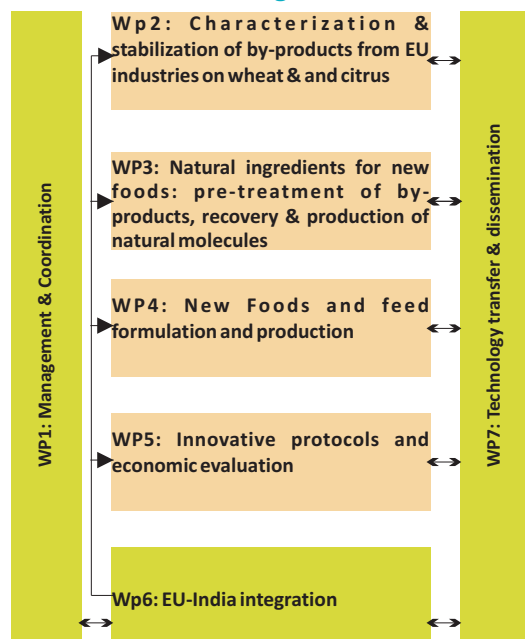 WP1: Management & Coordination
Wp2: Characterization &
stabilization of by-products from EU
industries on wheat & and citrus
WP3: Natural ingredients for new
foods: pre-treatment of by-
products, recovery & production of
natural molecules
WP4: New Foods and feed
formulation and production
WP5: Innovative protocols and
economic evaluation
Wp6: EU-India integration
WP7: Technology transfer & dissemination